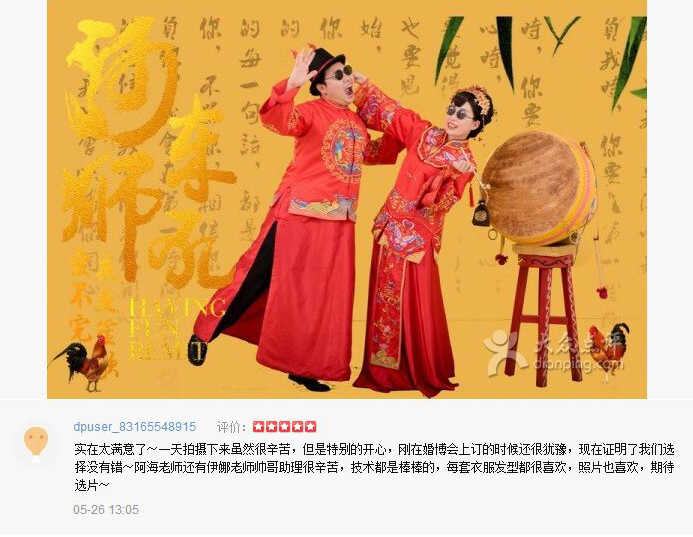 河东狮吼
HAVING
FUN
BEMIT
大众点评
dianping.com
dpuser_83165548915 评价：
实在太满意了~一天拍摄下来虽然很辛苦，但是特别的开心，刚在婚博会上订的时候还很犹豫，现在证明了我们选
择没有错~阿海老师还有伊娜老师帅哥助理很辛苦，技术都是棒棒的，每套衣服发型都很喜欢，照片也喜欢，期待
选片~
05-26 13:05